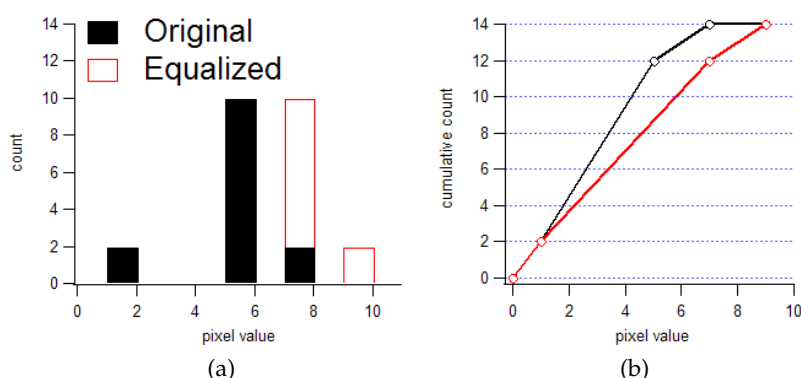 14
12
10
8
6
4
2
0
count
Original
Equalized
0 2 4 6 8 10
pixel value
(a)
14
12
10
8
6
4
2
0
cumulative count
0 2 4 6 8 10
pixel value
(b)